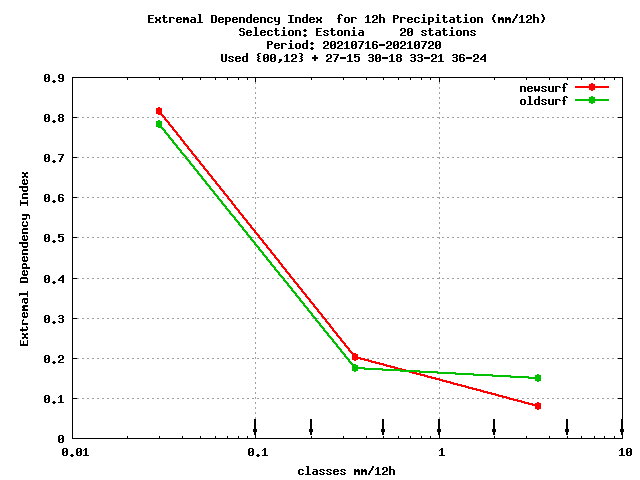 Extremal Dependency Index  for 12h Precipitation (mm/12h)
Selection: Estonia     20 stations
Period: 20210716-20210720
Used {00,12} + 27-15 30-18 33-21 36-24
newsurf
oldsurf
0.9
0.8
0.7
0.6
0.5
0.4
0.3
0.2
0.1
0
Extremal Dependency Index
0.01 0.1 1 10
classes mm/12h